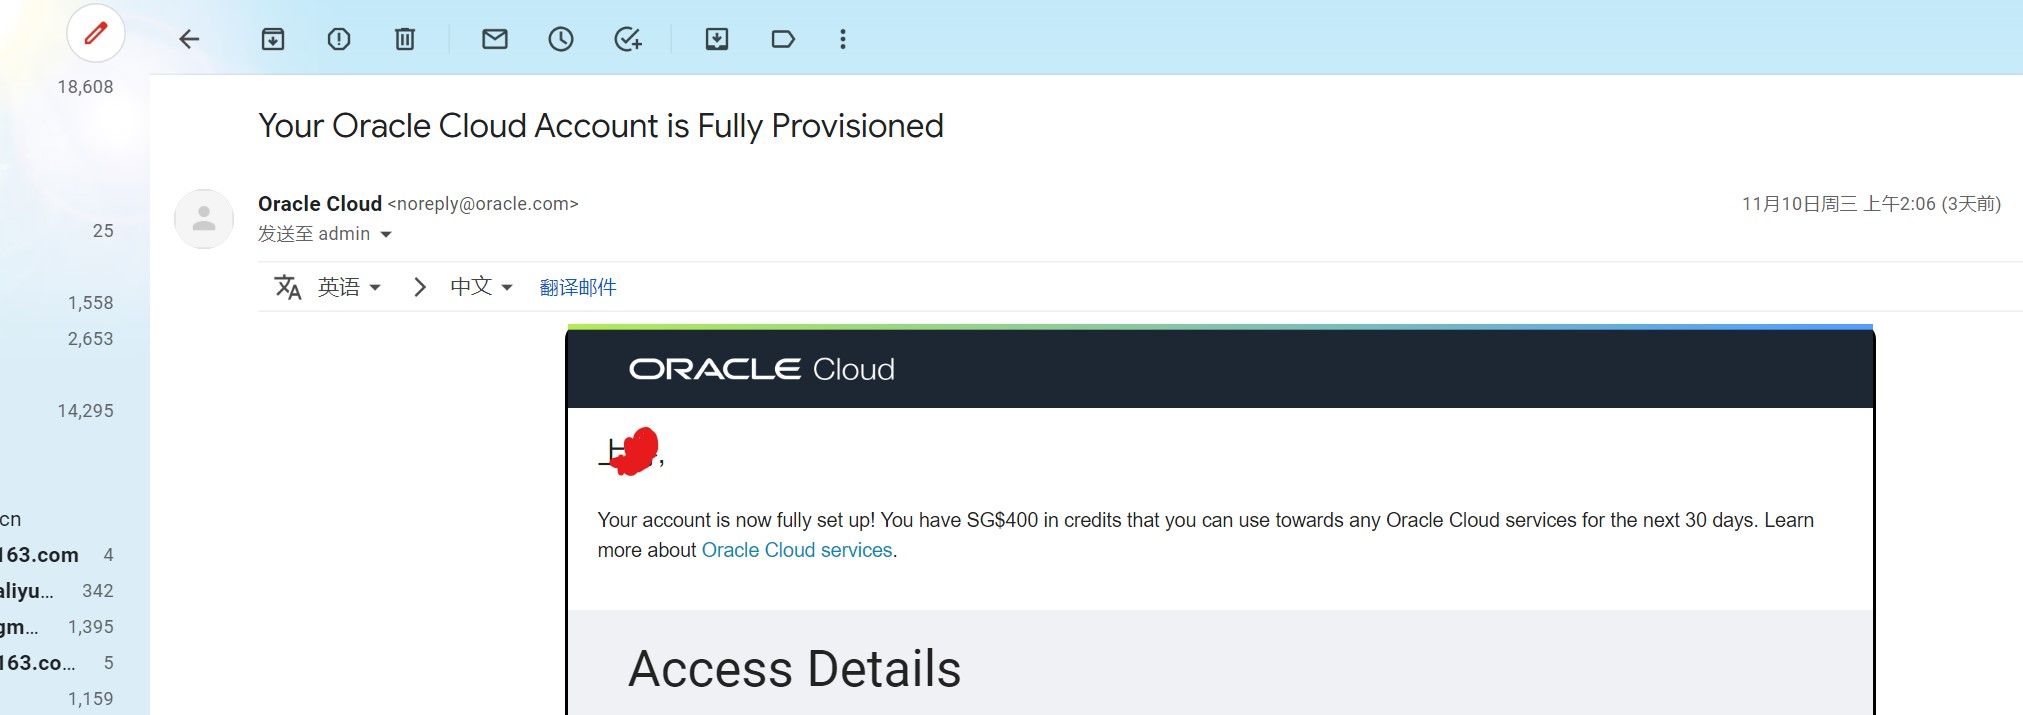 18,608
Your Oracle Cloud Account is Fully Provisioned
Oracle Cloud <noreply@oracle.com>
11月10日周三 上午2:06 (3天前)
发送至 admin
25
英语
中文
翻译邮件
1,558
2,653
ORACLE Cloud
14,295
,
Your account is now fully set up! You have SG$400 in credits that you can use towards any Oracle Cloud services for the next 30 days. Learn
more about Oracle Cloud services.
cn
163.com 4
aliyu... 342
gm... 1,395
163.co... 5
1,159
Access Details